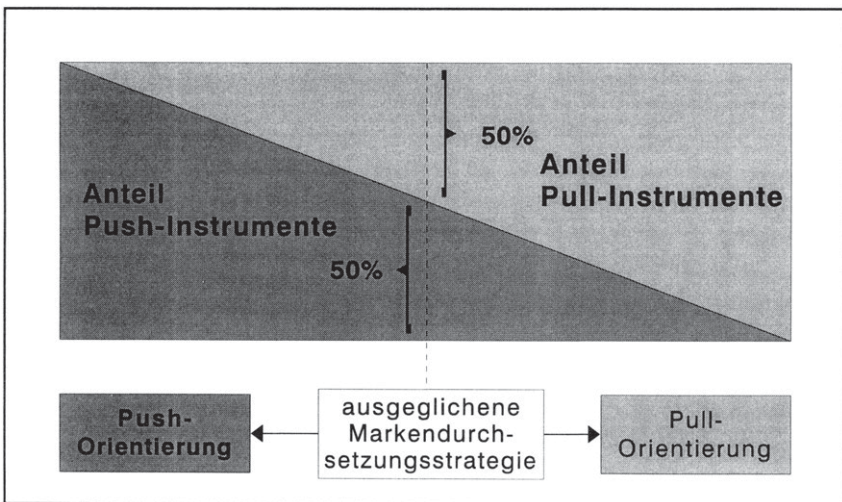 50%
Anteil
Pull-Instrumente
Anteil
Push-Instrumente
50%
Push-
Orientierung
ausgeglichene
Markendurch-
setzungsstrategie
Pull-
Orientierung